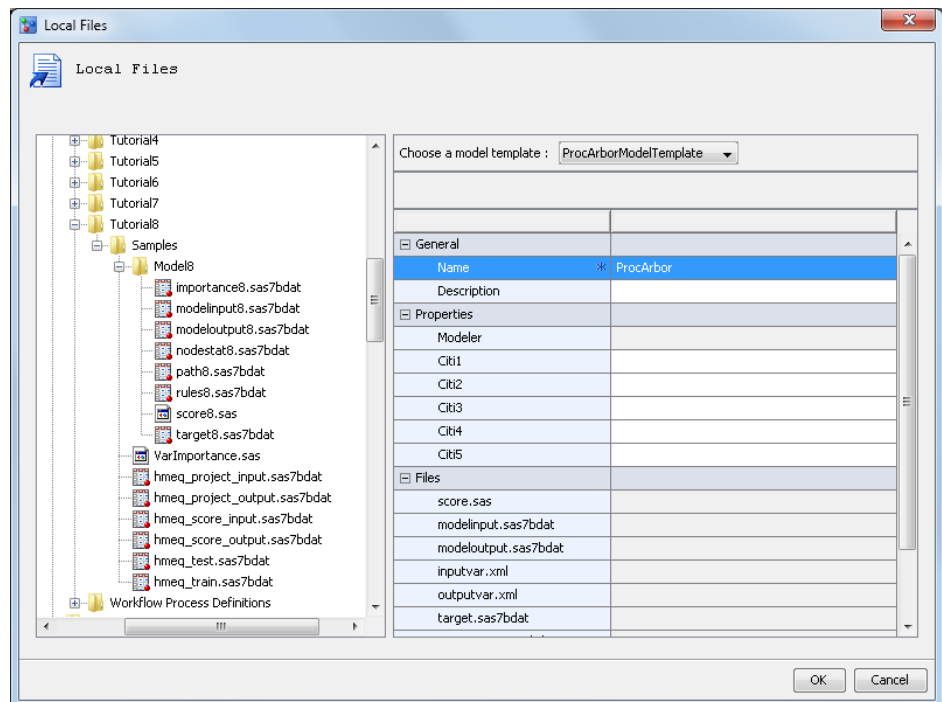 Local Files
Local Files
Tutorial4
Tutorial5
Tutorial6
Tutorial7
Tutorial8
Samples
Model8
importance8.sas7bdat
modelinput8.sas7bdat
modeloutput8.sas7bdat
nodestat8.sas7bdat
path8.sas7bdat
rules8.sas7bdat
score8.sas
target8.sas7bdat
VarImportance.sas
hmeq_project_input.sas7bdat
hmeq_project_output.sas7bdat
hmeq_score_input.sas7bdat
hmeq_score_output.sas7bdat
hmeq_test.sas7bdat
hmeq_train.sas7bdat
Workflow Process Definitions
Choose a model template : ProcArborModelTemplate
General
Name * ProcArbor
Description
Properties
Modeler
Citi1
Citi2
Citi3
Citi4
Citi5
Files
score.sas
modelinput.sas7bdat
modeloutput.sas7bdat
inputvar.xml
outputvar.xml
target.sas7bdat
OK Cancel